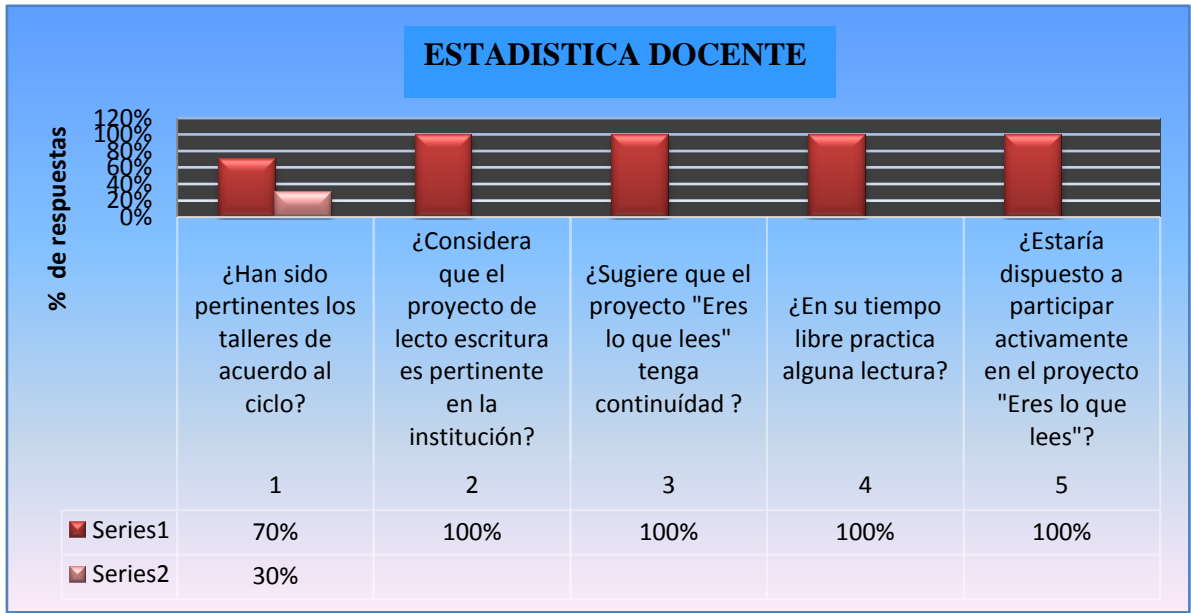 ESTADISTICA DOCENTE
% de respuestas
120%
100%
80%
60%
40%
20%
0%
¿Han sido
pertinentes los
talleres de
acuerdo al
ciclo?
¿Considera
que el
proyecto de
lecto escritura
es pertinente
en la
institución?
¿Sugiere que el
proyecto "Eres
lo que lees"
tenga
continuídad ?
¿En su tiempo
libre practica
alguna lectura?
¿Estaría
dispuesto a
participar
activamente
en el proyecto
"Eres lo que
lees"?
1 2 3 4 5
Series1 70% 100% 100% 100% 100%
Series2 30%